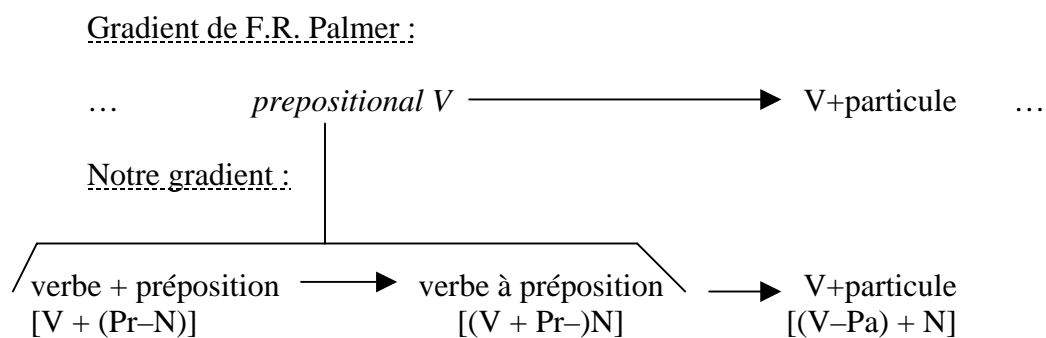 Gradient de F.R. Palmer :
… prepositional V V+particule …
Notre gradient :
verbe + préposition verbe à préposition V+particule
[V + (Pr–N)] [(V + Pr–)N] [(V–Pa) + N]